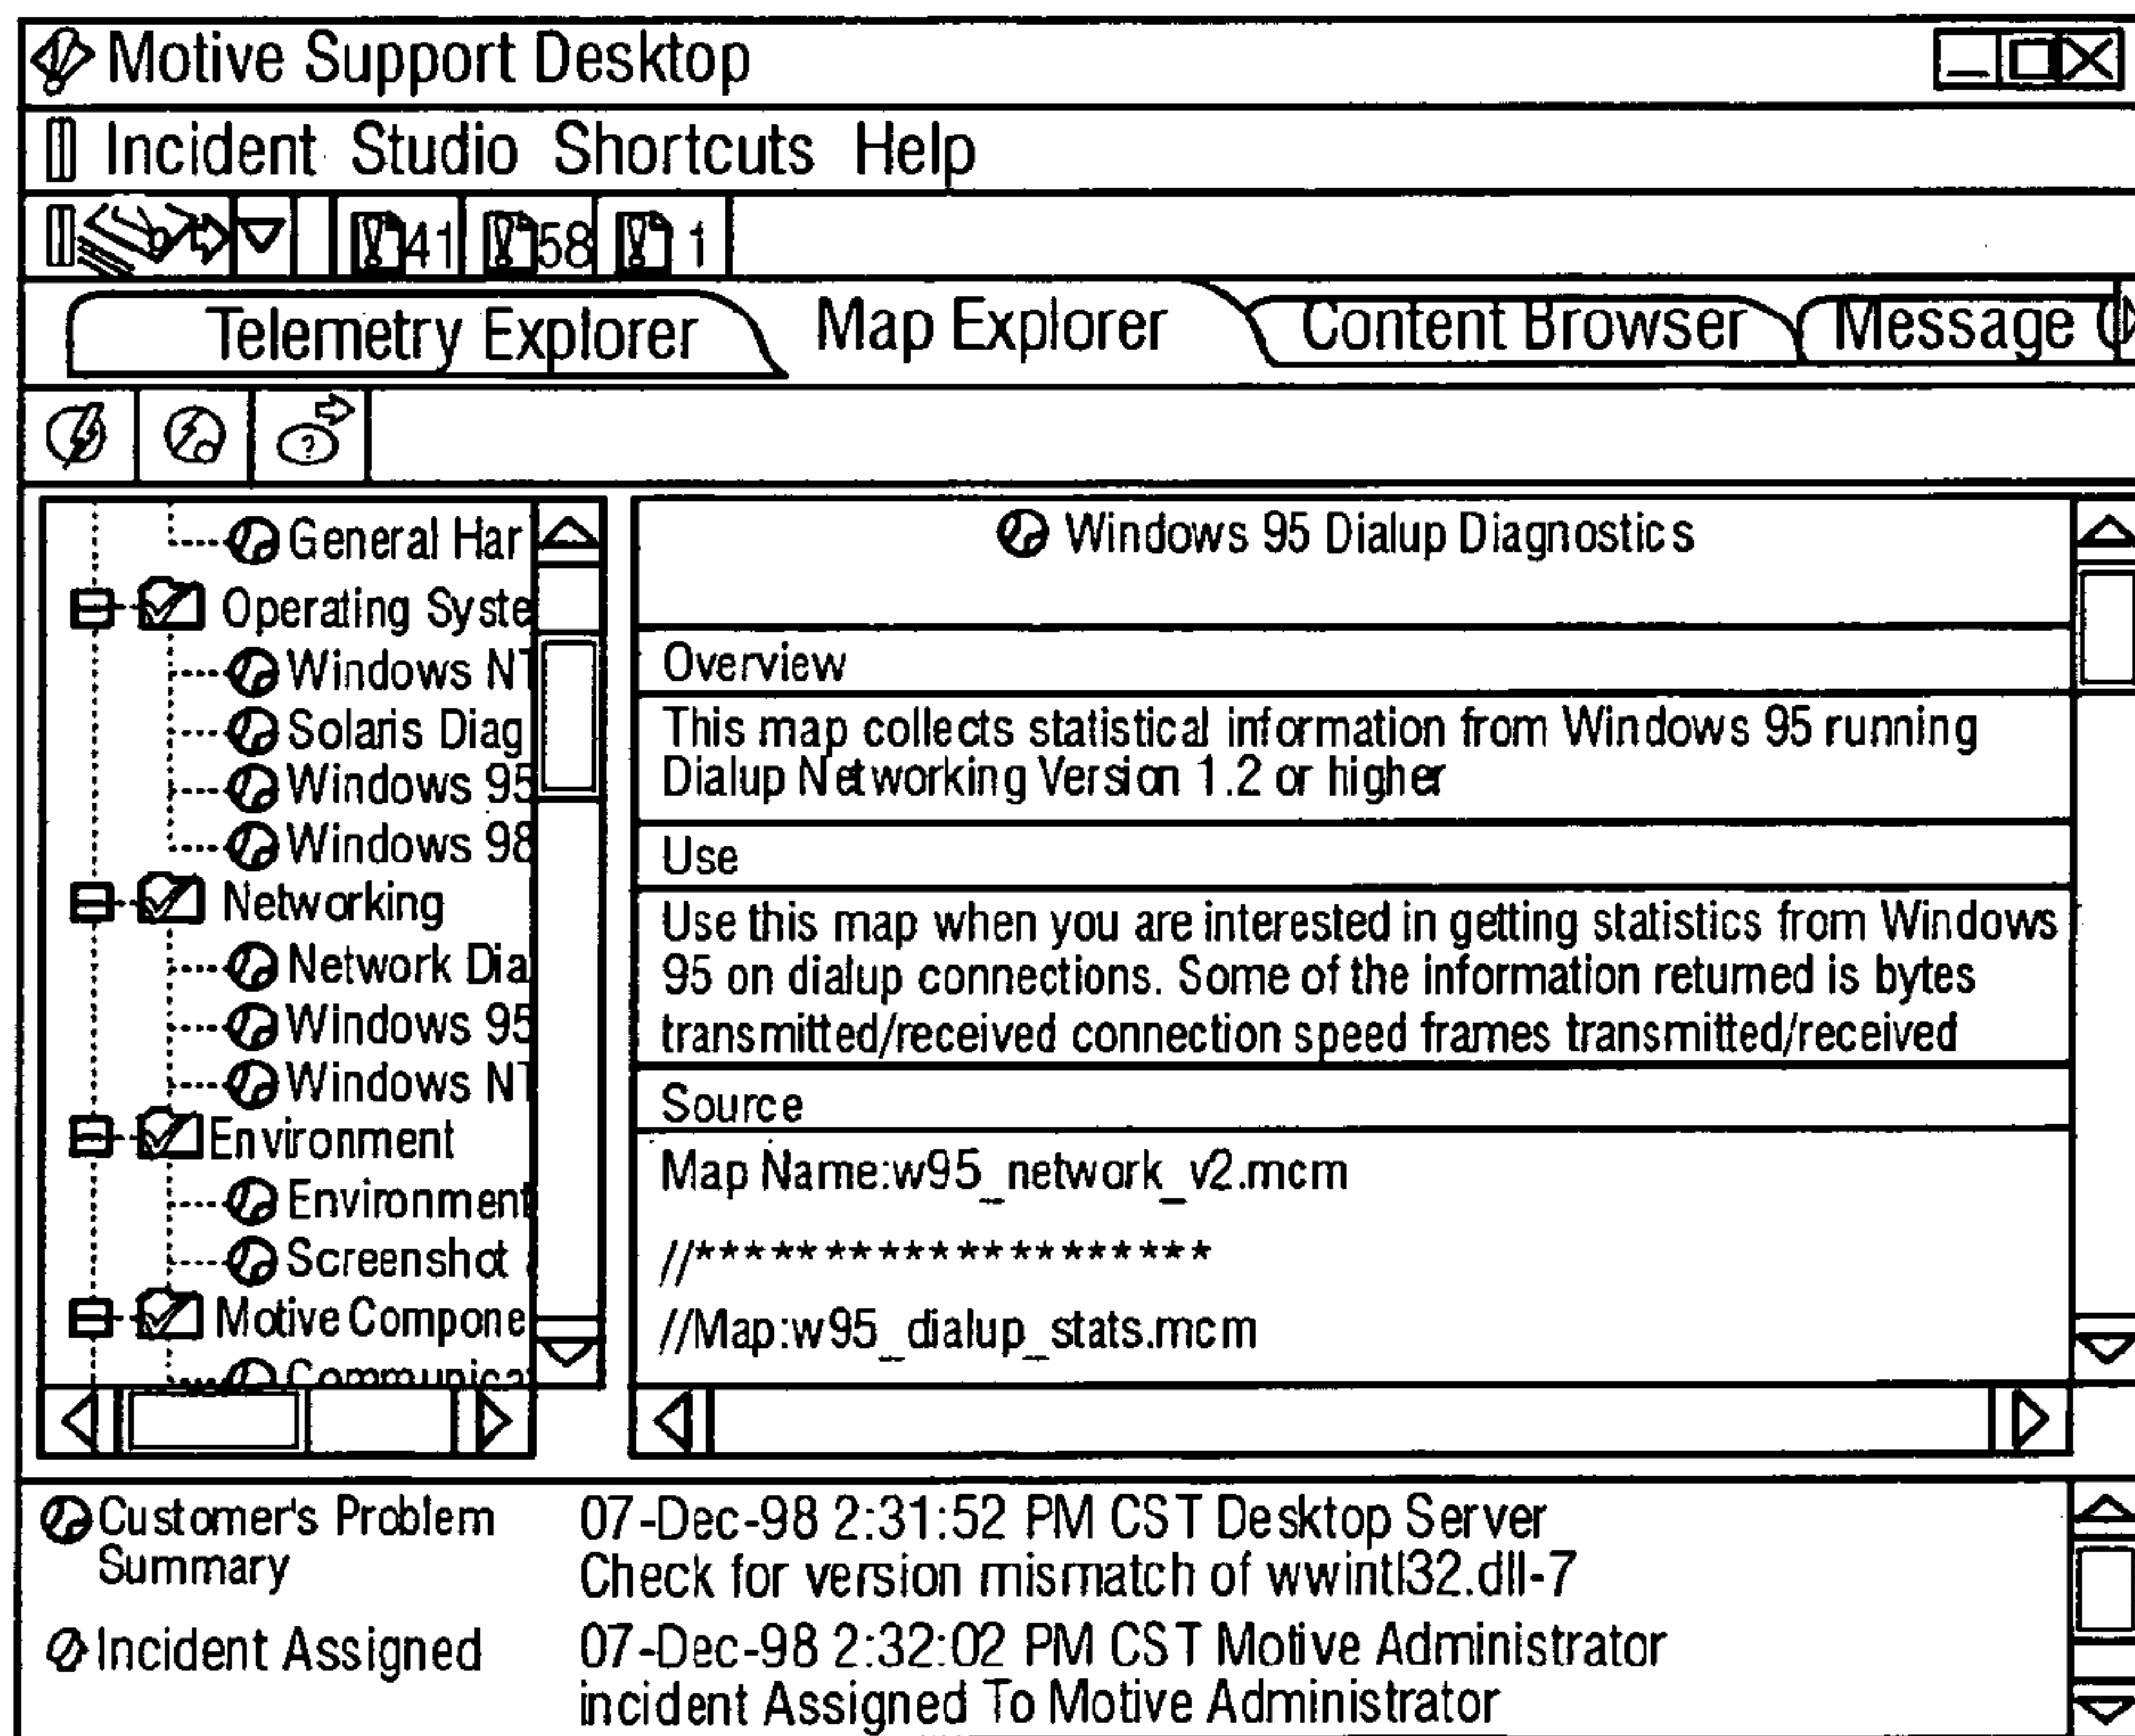 Motive Support Desktop
Incident Studio Shortcuts Help
41 58 1
Telemetry Explorer Map Explorer Content Browser Message
?
General Har
Operating Syste
Windows NT
Solaris Diag
Windows 95
Windows 98
Networking
Network Dia
Windows 95
Windows NT
Environment
Environment
Screenshot
Motive Compone
Communica
Windows 95 Dialup Diagnostics
Overview
This map collects statistical information from Windows 95 running
Dialup Networking Version 1.2 or higher
Use
Use this map when you are interested in getting statistics from Windows
95 on dialup connections. Some of the information returned is bytes
transmitted/received connection speed frames transmitted/received
Source
Map Name:w95_network_v2.mcm
//********************
//Map:w95_dialup_stats.mcm
Customer's Problem
Summary
07-Dec-98 2:31:52 PM CST Desktop Server
Check for version mismatch of wwintl32.dll-7
Incident Assigned
07-Dec-98 2:32:02 PM CST Motive Administrator
incident Assigned To Motive Administrator